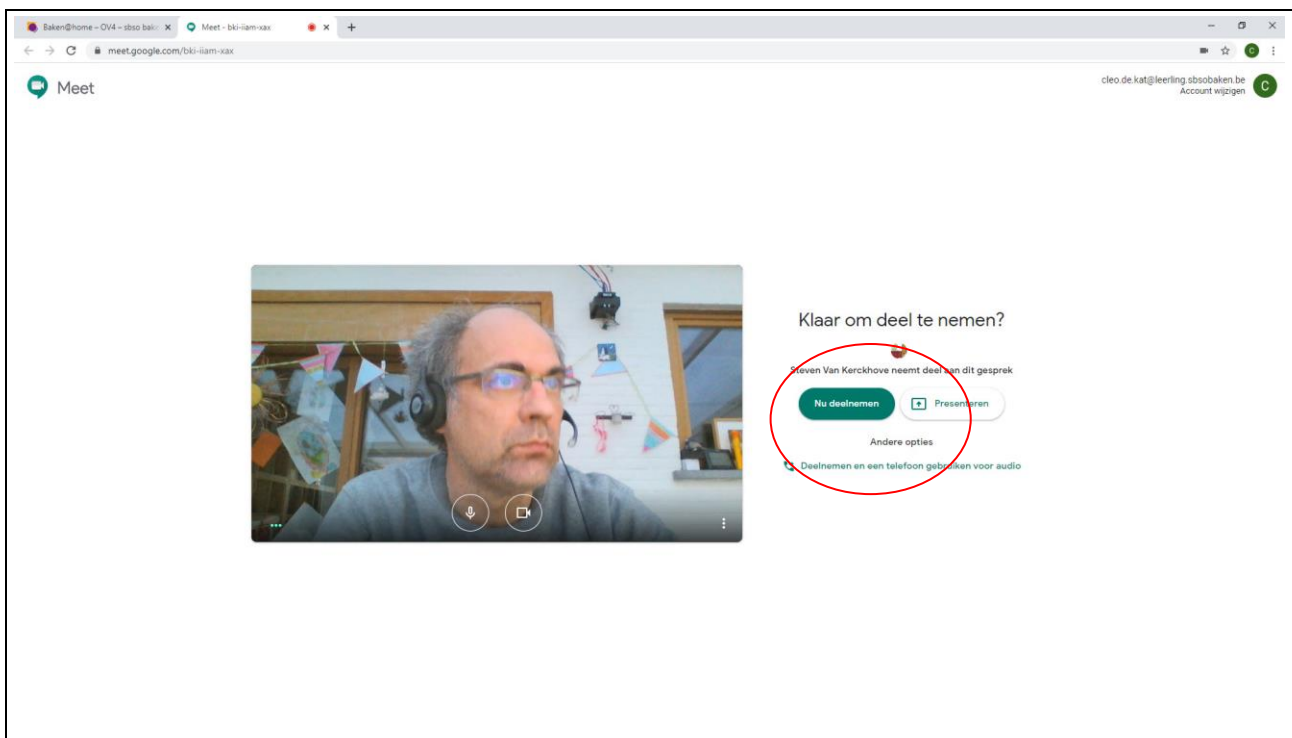 Baken@home – OV4 – sbso bak
Meet - bki-iiam-xax
meet.google.com/bki-iiam-xax
Meet
cleo.de.kat@leerling.sbsobaken.be
Account wijzigen
C
Klaar om deel te nemen?
Steven Van Kerckhove neemt deel aan dit gesprek
Nu deelnemen
Presenteren
Andere opties
Deelnemen en een telefoon gebruiken voor audio